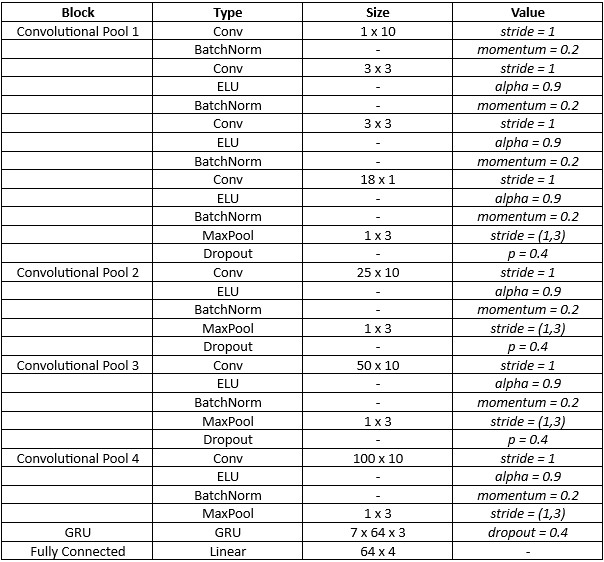 Block Type Size Value
Convolutional Pool 1 Conv 1 x 10 stride = 1
BatchNorm - momentum = 0.2
Conv 3 x 3 stride = 1
ELU - alpha = 0.9
BatchNorm - momentum = 0.2
Conv 3 x 3 stride = 1
ELU - alpha = 0.9
BatchNorm - momentum = 0.2
Conv 18 x 1 stride = 1
ELU - alpha = 0.9
BatchNorm - momentum = 0.2
MaxPool 1 x 3 stride = (1,3)
Dropout - p = 0.4
Convolutional Pool 2 Conv 25 x 10 stride = 1
ELU - alpha = 0.9
BatchNorm - momentum = 0.2
MaxPool 1 x 3 stride = (1,3)
Dropout - p = 0.4
Convolutional Pool 3 Conv 50 x 10 stride = 1
ELU - alpha = 0.9
BatchNorm - momentum = 0.2
MaxPool 1 x 3 stride = (1,3)
Dropout - p = 0.4
Convolutional Pool 4 Conv 100 x 10 stride = 1
ELU - alpha = 0.9
BatchNorm - momentum = 0.2
MaxPool 1 x 3 stride = (1,3)
GRU GRU 7 x 64 x 3 dropout = 0.4
Fully Connected Linear 64 x 4 -